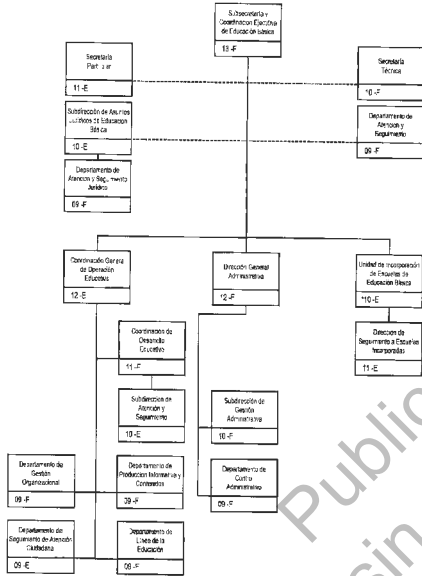 Subsecretaría y
Coordinación Ejecutiva
de Educación Básica
13 -F
Secretaría
Particular
11 -E
Secretaría
Técnica
10 -F
Subdirección de Asuntos
Jurídicos de Educación
Básica
10 -E
Departamento de
Atención y
Seguimiento
09 -F
Departamento de
Atención y Seguimiento
Jurídico
09 -F
Coordinación General
de Operación
Educativa
12 -E
Dirección General
Administrativa
12 -F
Unidad de Incorporación
de Escuelas de
Educación Básica
10 -E
Coordinación de
Desarrollo
Educativo
11 -F
Dirección de
Seguimiento a Escuelas
Incorporadas
11 -E
Subdirección de
Atención y
Seguimiento
10 -E
Subdirección de
Gestión
Administrativa
10 -F
Departamento de
Gestión
Organizacional
09 -F
Departamento de
Producción Informativa y
Contenidos
09 -F
Departamento de
Control
Administrativo
09 -F
Departamento de
Seguimiento de Atención
Ciudadana
09 -E
Departamento de
Línea de la
Educación
09 -F
Public
sin